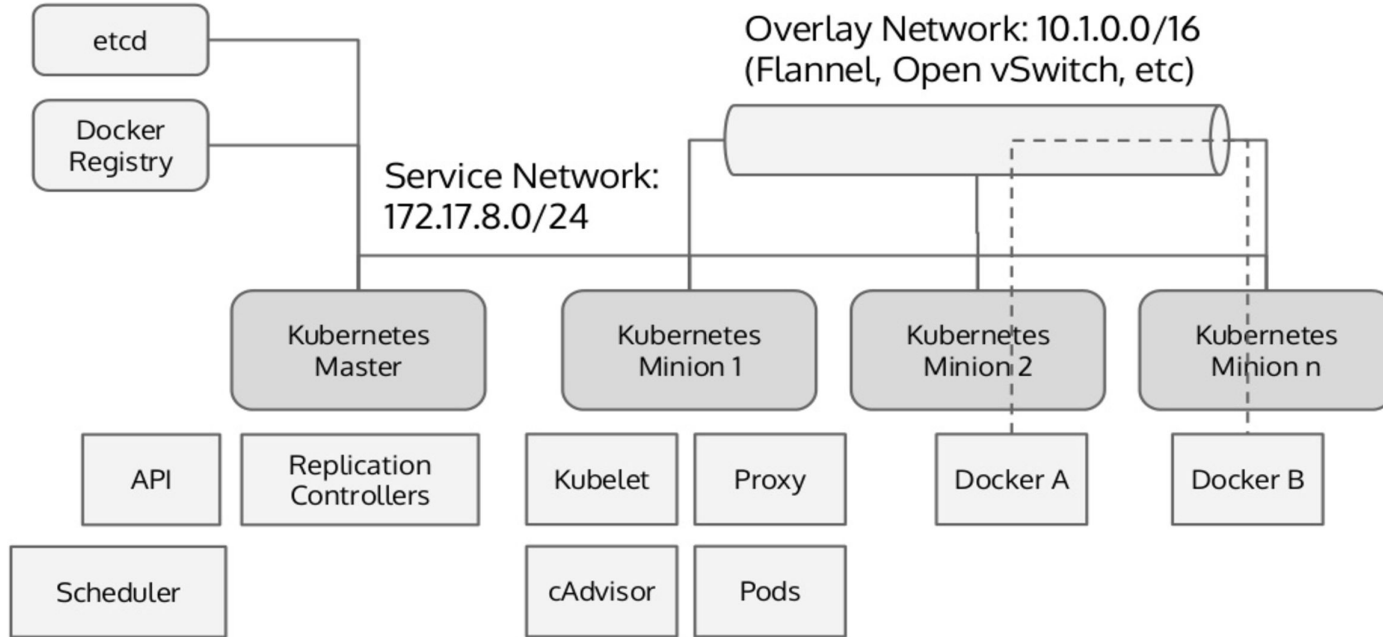 etcd
Docker
Registry
Overlay Network: 10.1.0.0/16
(Flannel, Open vSwitch, etc)
Service Network:
172.17.8.0/24
Kubernetes
Master
Kubernetes
Minion 1
Kubernetes
Minion 2
Kubernetes
Minion n
API
Replication
Controllers
Kubelet
Proxy
Docker A
Docker B
Scheduler
cAdvisor
Pods